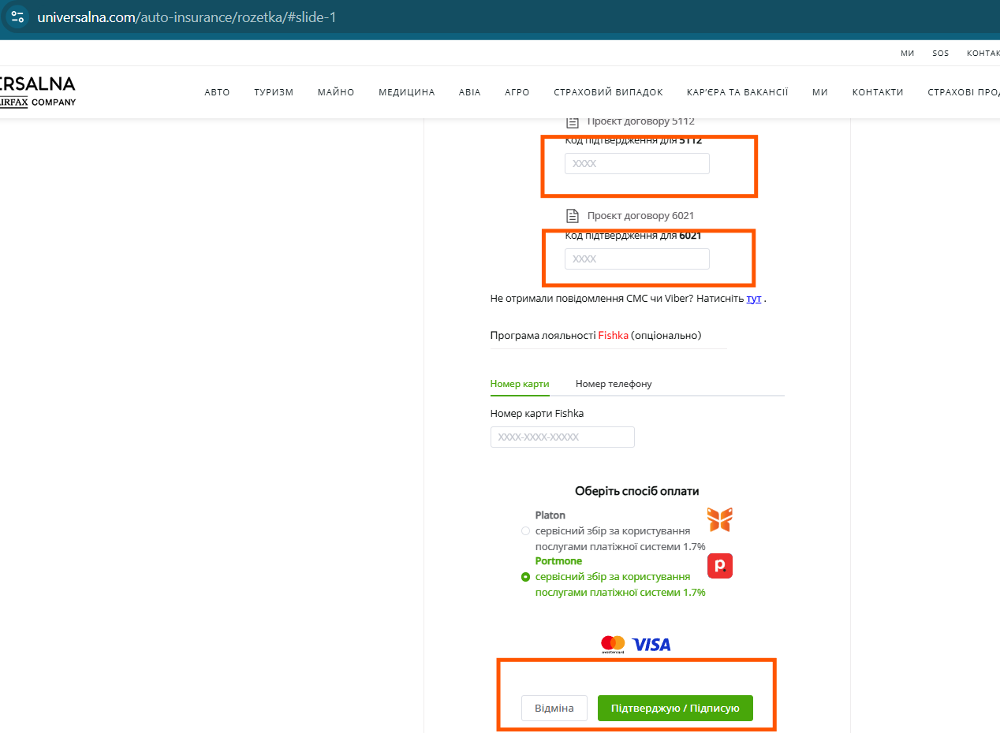 universalna.com/auto-insurance/rozetka/#slide-1
МИ SOS
ERSALNA
AIRFAX COMPANY
АВТО ТУРИЗМ МАЙНО МЕДИЦИНА АВІА АГРО СТРАХОВИЙ ВИПАДОК КАР'ЄРА ТА ВАКАНСІЇ МИ КОНТАКТИ СТРАХОВІ
Проєкт договору 5112
Код підтвердження для 5112
XXXX
Проєкт договору 6021
Код підтвердження для 6021
XXXX
Не отримали повідомлення СМС чи Viber? Натисніть тут .
Програма лояльності Fishka (опціонально)
Номер карти Номер телефону
Номер карти Fishka
XXXX-XXXX-XXXXX
Оберіть спосіб оплати
Platon
сервісний збір за користування
послугами платіжної системи 1.7%
Portmone
сервісний збір за користування
послугами платіжної системи 1.7%
p.
mastercard VISA
Відміна Підтверджую / Підписую